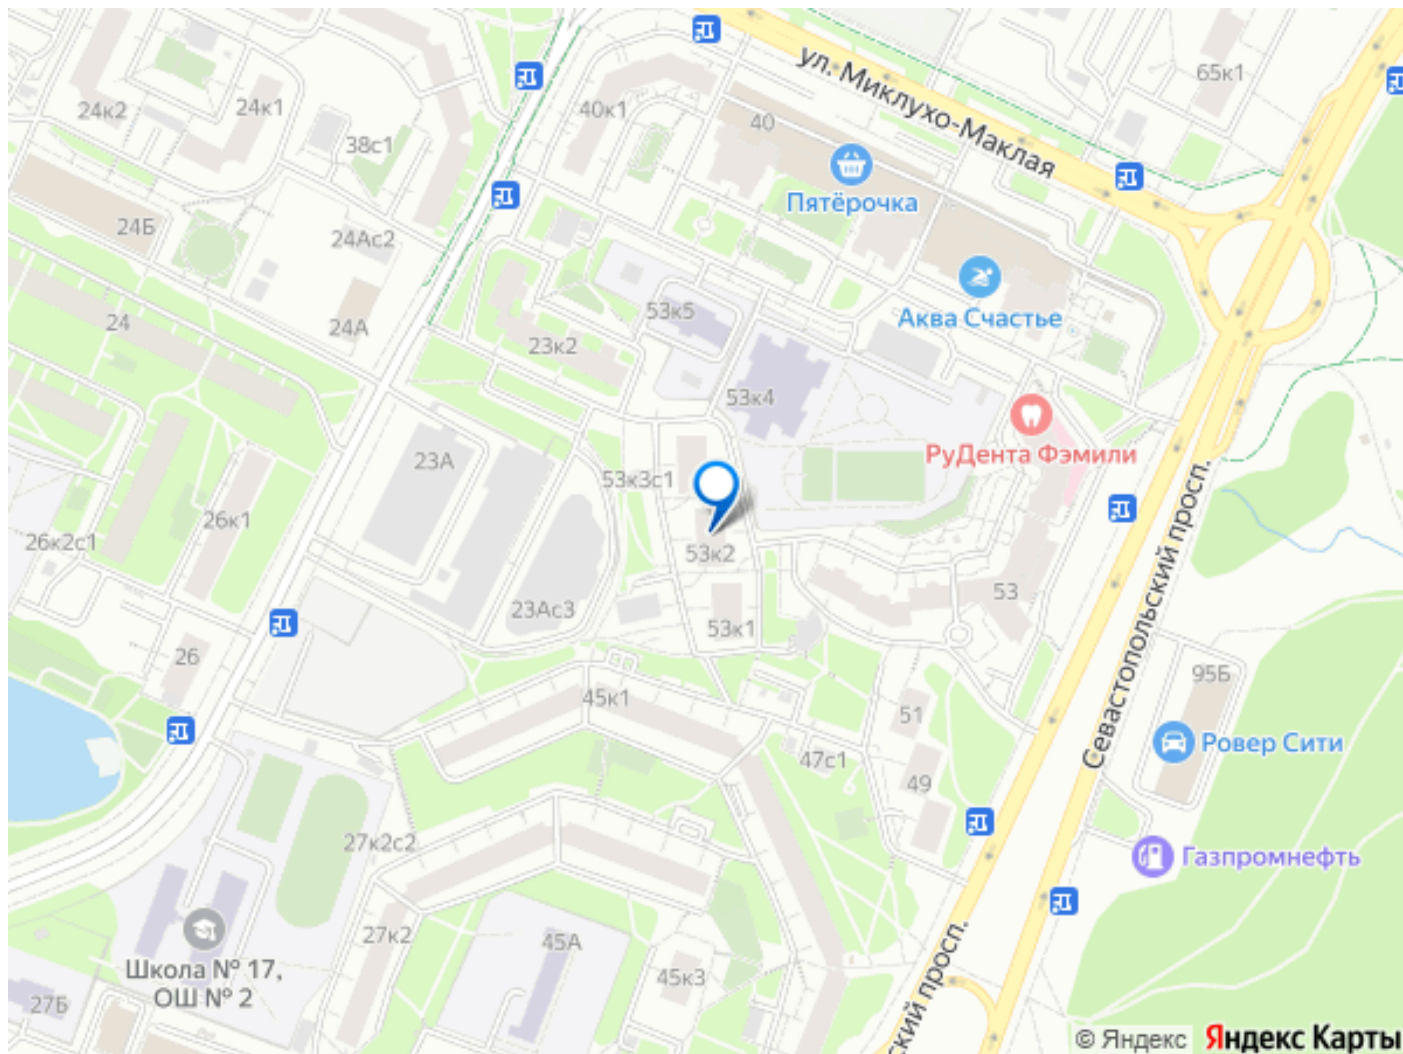 65к1
ул. Миклухо-Маклая
24к2
24к1
40к1
40
38с1
Пятёрочка
24Б
24Ас2
53к5
Аква Счастье
24
24А
23к2
53к4
РуДента Фэмили
23А
53к3с1
26к1
26к2с1
53к2
Севастопольский просп.
53
23Ас3
53к1
26
95Б
45к1
51
Ровер Сити
47с1
49
27к2с2
Газпромнефть
27к2
45А
Школа № 17,
ОШ № 2
45к3
27Б
ский просп.
© Яндекс
Яндекс Карты